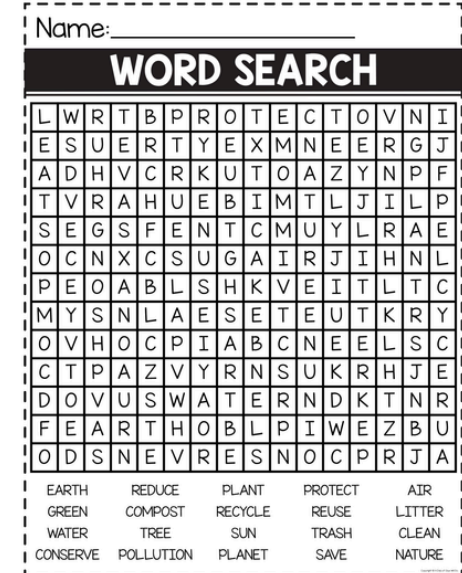 Name:
WORD SEARCH
L W R T B P R O T E C T O V N I
E S U E R T Y E X M N E E R G J
A D H V C R K U T O A Z Y N P F
T V R A H U E B I M T L J I L P
S E G S F E N T C M U Y L R A E
O C N X C S U G A I R J I H N L
P E O A B L S H K V E I T L T C
M Y S N L A E S E T E U T K R Y
O V H O C P I A B C N E E L S C
C T P A Z V Y R N S U K R H J E
D O V U S W A T E R N D K T N R
F E A R T H O B L P I W E Z B U
O D S N E V R E S N O C P R J A
EARTH REDUCE PLANT PROTECT AIR
GREEN COMPOST RECYCLE REUSE LITTER
WATER TREE SUN TRASH CLEAN
CONSERVE POLLUTION PLANET SAVE NATURE